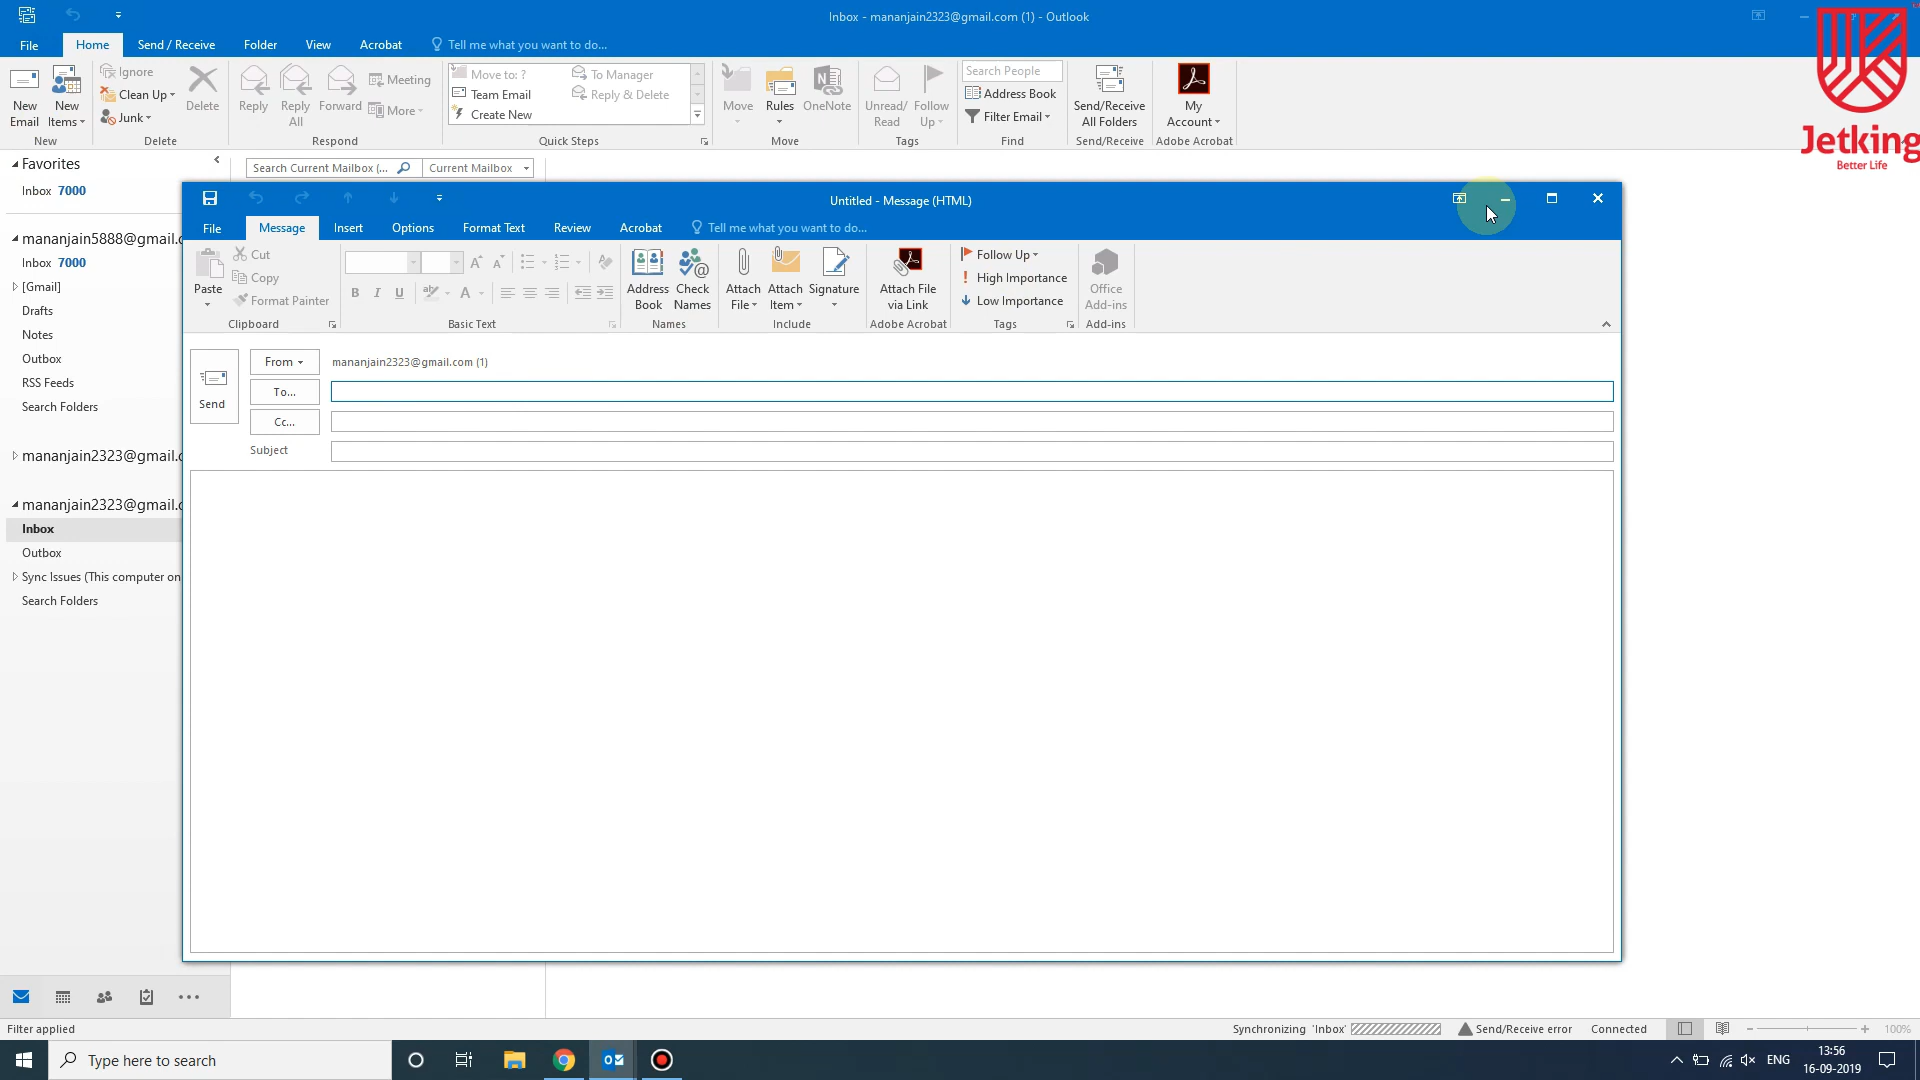 Inbox - mananjain2323@gmail.com (1) - Outlook
File
Home
Send / Receive
Folder
View
Acrobat
Tell me what you want to do...
New Email
New Items
Ignore
Clean Up
Junk
Delete
Reply
Reply All
Forward
Meeting
More
Move to: ?
Team Email
Create New
To Manager
Reply & Delete
Move
Rules
OneNote
Unread/ Read
Follow Up
Search People
Address Book
Filter Email
Send/Receive All Folders
My Account
New
Delete
Respond
Quick Steps
Move
Tags
Find
Send/Receive
Adobe Acrobat
Jetking
Better Life
Favorites
Inbox 7000
mananjain5888@gmail.c
Inbox 7000
[Gmail]
Drafts
Notes
Outbox
RSS Feeds
Search Folders
mananjain2323@gmail.c
mananjain2323@gmail.c
Inbox
Outbox
Sync Issues (This computer on
Search Folders
Search Current Mailbox (...
Current Mailbox
Untitled - Message (HTML)
File
Message
Insert
Options
Format Text
Review
Acrobat
Tell me what you want to do...
Paste
Cut
Copy
Format Painter
B I U
Address Book
Check Names
Attach File
Attach Item
Signature
Attach File via Link
Follow Up
High Importance
Low Importance
Office Add-ins
Clipboard
Basic Text
Names
Include
Adobe Acrobat
Tags
Add-ins
Send
From
mananjain2323@gmail.com (1)
To...
Cc...
Subject
Filter applied
Synchronizing 'Inbox'
Send/Receive error
Connected
100%
Type here to search
ENG
13:56
16-09-2019